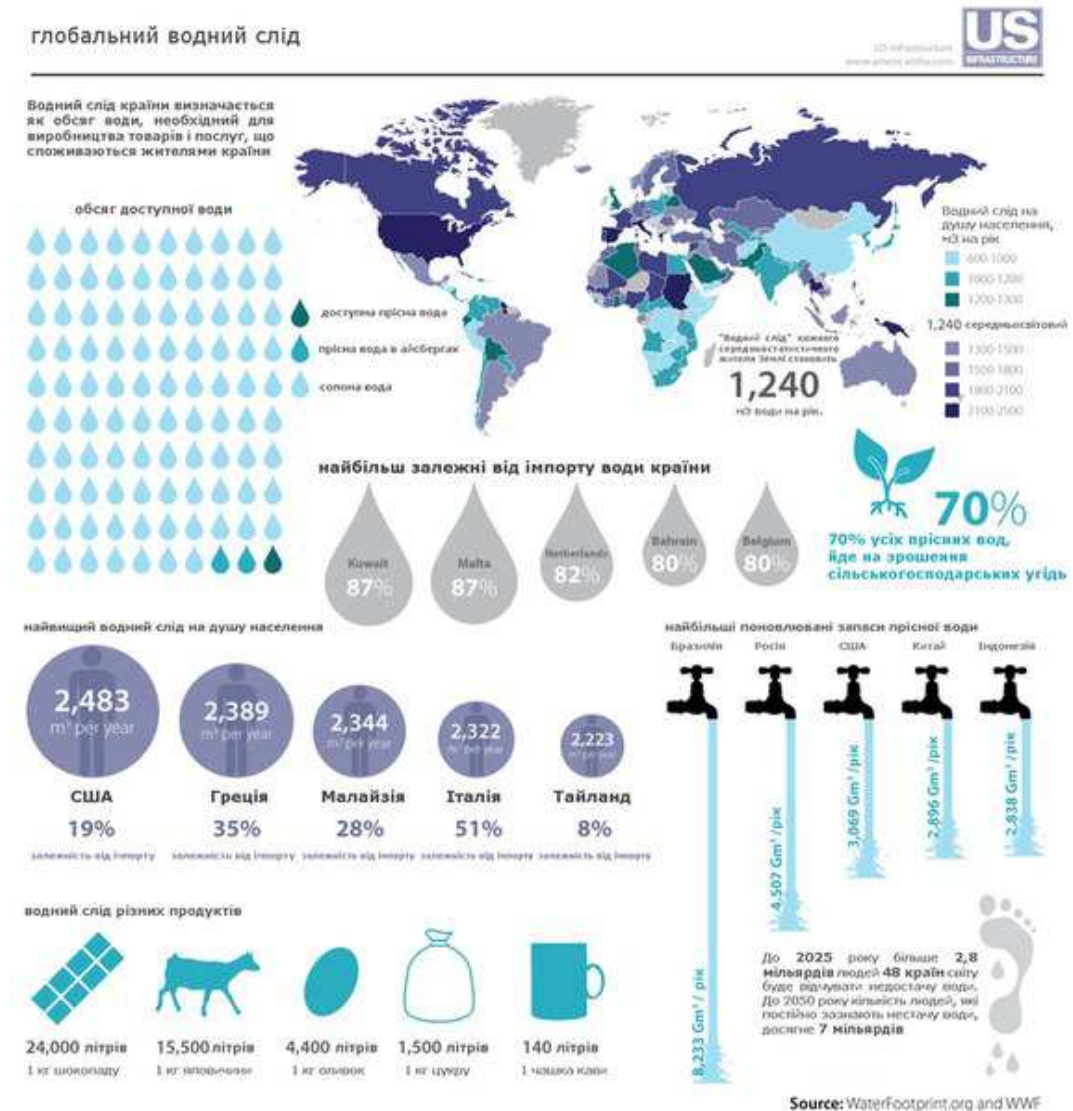 глобальний водний слід
US Infrastructure
US
INFRASTRUCTURE
Водний слід країни визначається
як обсяг води, необхідний для
виробництва товарів і послуг, що
споживаються жителями країни
обсяг доступної води
доступна прісна вода
прісна вода в айсбергах
солона вода
Водний слід на
душу населення,
м3 на рік
600-1000
1000-1200
1200-1300
1,240 середньосвітовий
1300-1500
1500-1800
1800-2100
2100-2500
"Водний слід" кожного
середньостатистичного
жителя Землі становить
1,240
м3 води на рік.
найбільш залежні від імпорту води країни
Kuwait
87%
Malta
87%
Netherlands
82%
Bahrain
80%
Belgium
80%
70%
70% усіх прісних вод,
йде на зрошення
сільськогосподарських угідь
найвищий водний слід на душу населення
2,483
m³ per year
США
19%
залежність від імпорту
2,389
m³ per year
Греція
35%
залежність від імпорту
2,344
m³ per year
Малайзія
28%
залежність від імпорту
2,322
m³ per year
Італія
51%
залежність від імпорту
2,223
m³ per year
Тайланд
8%
залежність від імпорту
найбільші поновлювані запаси прісної води
Бразилія
Росія
США
Китай
Індонезія
8,233 Gm³/ рік
4,507 Gm³ /рік
3,069 Gm³ /рік
2,896 Gm³ /рік
2,838 Gm³ /рік
водний слід різних продуктів
24,000 літрів
1 кг шоколаду
15,500 літрів
1 кг яловичини
4,400 літрів
1 кг оливок
1,500 літрів
1 кг цукру
140 літрів
1 чашка кави
До 2025 року більше 2,8
мільярдів людей 48 країн світу
буде відчувати недостачу води.
До 2050 року кількість людей, які
постійно зазнають нестачу води,
досягне 7 мільярдів
Source: WaterFootprint.org and WWF